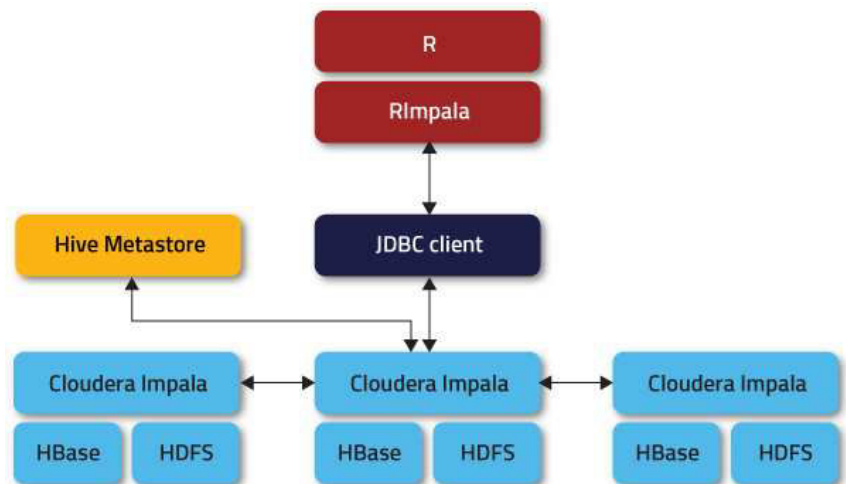 R
RImpala
Hive Metastore
JDBC client
Cloudera Impala
Cloudera Impala
Cloudera Impala
HBase
HDFS
HBase
HDFS
HBase
HDFS